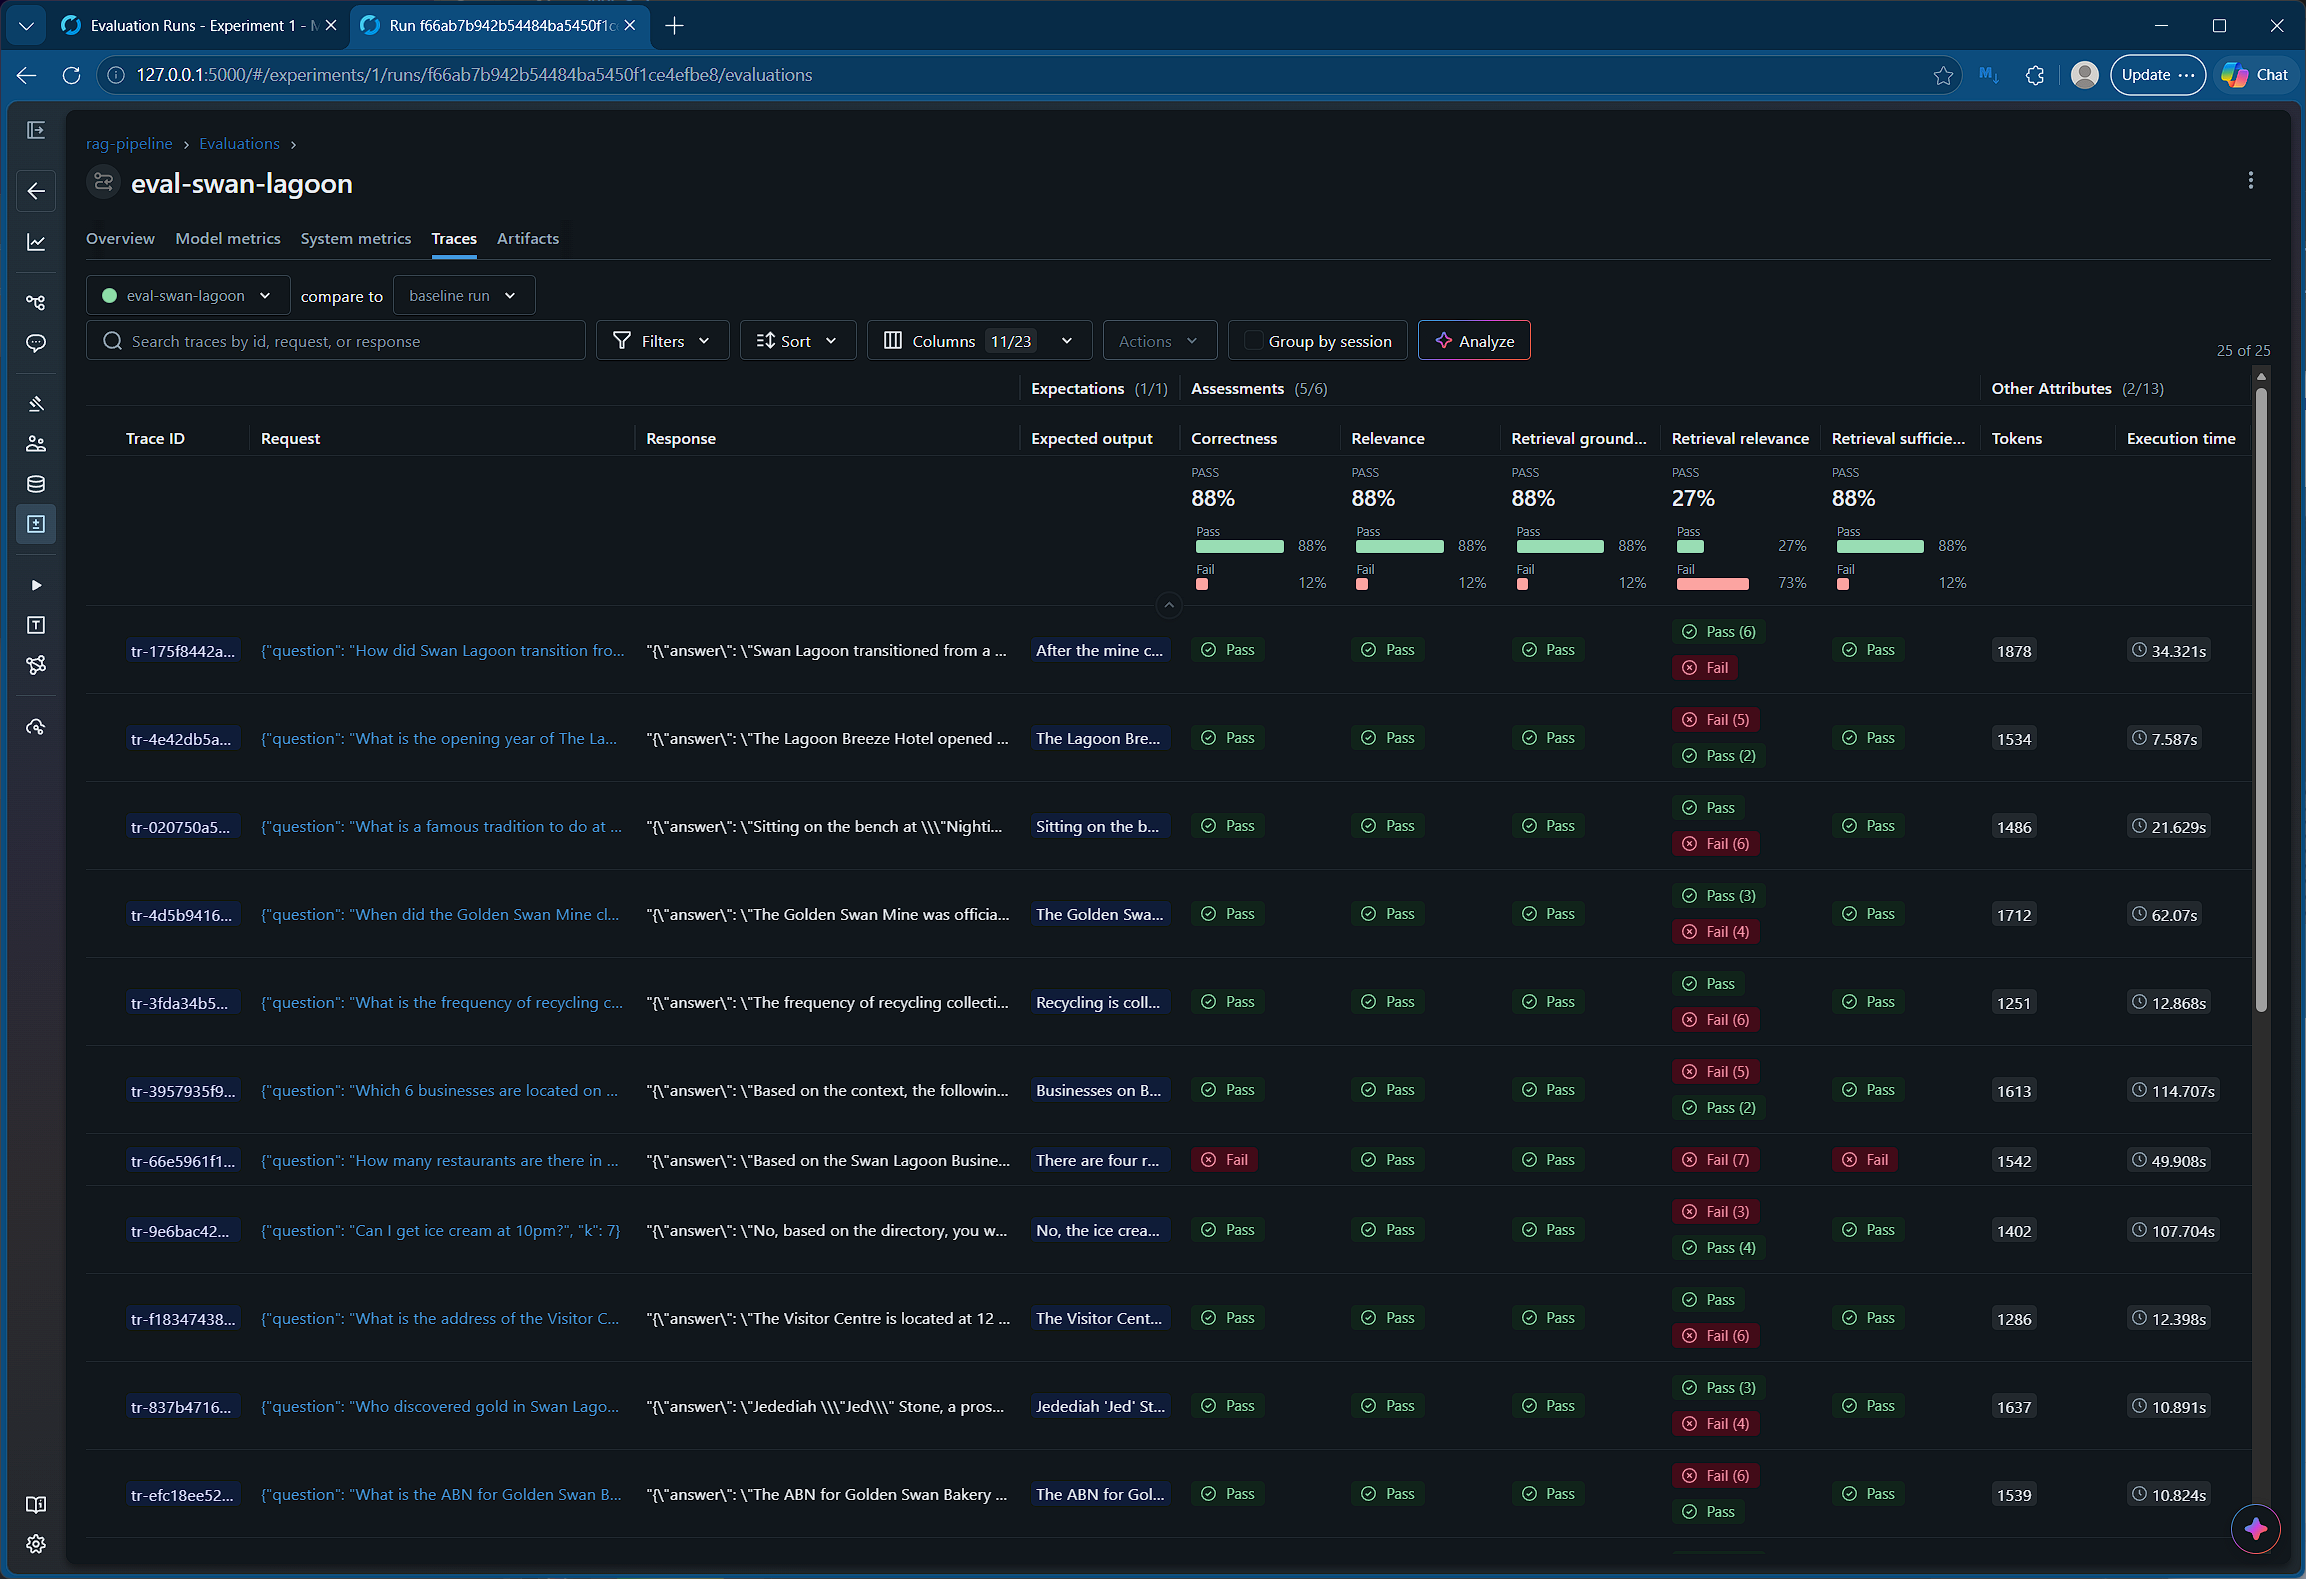 Evaluation Runs - Experiment 1 - M
Run f66ab7b942b54484ba5450f1c
127.0.0.1:5000/#/experiments/1/runs/f66ab7b942b54484ba5450f1ce4efbe8/evaluations
M↓
Update ···
Chat
rag-pipeline › Evaluations ›
eval-swan-lagoon
Overview Model metrics System metrics Traces Artifacts
eval-swan-lagoon compare to baseline run
Search traces by id, request, or response Filters Sort Columns 11/23 Actions Group by session Analyze
25 of 25
Expectations (1/1) Assessments (5/6) Other Attributes (2/13)
Trace ID Request Response Expected output Correctness Relevance Retrieval ground... Retrieval relevance Retrieval sufficie... Tokens Execution time
PASS PASS PASS PASS PASS
88% 88% 88% 27% 88%
Pass Pass Pass Pass Pass
88% 88% 88% 27% 88%
Fail Fail Fail Fail Fail
12% 12% 12% 73% 12%
tr-175f8442a... {"question": "How did Swan Lagoon transition fro... "{\"answer\": \"Swan Lagoon transitioned from a ... After the mine c... Pass Pass Pass Pass (6) Fail Pass 1878 34.321s
tr-4e42db5a... {"question": "What is the opening year of The La... "{\"answer\": \"The Lagoon Breeze Hotel opened ... The Lagoon Bre... Pass Pass Pass Fail (5) Pass (2) Pass 1534 7.587s
tr-020750a5... {"question": "What is a famous tradition to do at ... "{\"answer\": \"Sitting on the bench at \\\"Nighti... Sitting on the b... Pass Pass Pass Pass Fail (6) Pass 1486 21.629s
tr-4d5b9416... {"question": "When did the Golden Swan Mine cl... "{\"answer\": \"The Golden Swan Mine was officia... The Golden Swa... Pass Pass Pass Pass (3) Fail (4) Pass 1712 62.07s
tr-3fda34b5... {"question": "What is the frequency of recycling c... "{\"answer\": \"The frequency of recycling collecti... Recycling is coll... Pass Pass Pass Pass Fail (6) Pass 1251 12.868s
tr-3957935f9... {"question": "Which 6 businesses are located on ... "{\"answer\": \"Based on the context, the followin... Businesses on B... Pass Pass Pass Fail (5) Pass (2) Pass 1613 114.707s
tr-66e5961f1... {"question": "How many restaurants are there in ... "{\"answer\": \"Based on the Swan Lagoon Busine... There are four r... Fail Pass Pass Fail (7) Fail 1542 49.908s
tr-9e6bac42... {"question": "Can I get ice cream at 10pm?", "k": 7} "{\"answer\": \"No, based on the directory, you w... No, the ice crea... Pass Pass Pass Fail (3) Pass (4) Pass 1402 107.704s
tr-f18347438... {"question": "What is the address of the Visitor C... "{\"answer\": \"The Visitor Centre is located at 12 ... The Visitor Cent... Pass Pass Pass Pass Fail (6) Pass 1286 12.398s
tr-837b4716... {"question": "Who discovered gold in Swan Lago... "{\"answer\": \"Jedediah \\\"Jed\\\" Stone, a pros... Jedediah 'Jed' St... Pass Pass Pass Pass (3) Fail (4) Pass 1637 10.891s
tr-efc18ee52... {"question": "What is the ABN for Golden Swan B... "{\"answer\": \"The ABN for Golden Swan Bakery ... The ABN for Gol... Pass Pass Pass Fail (6) Pass Pass 1539 10.824s